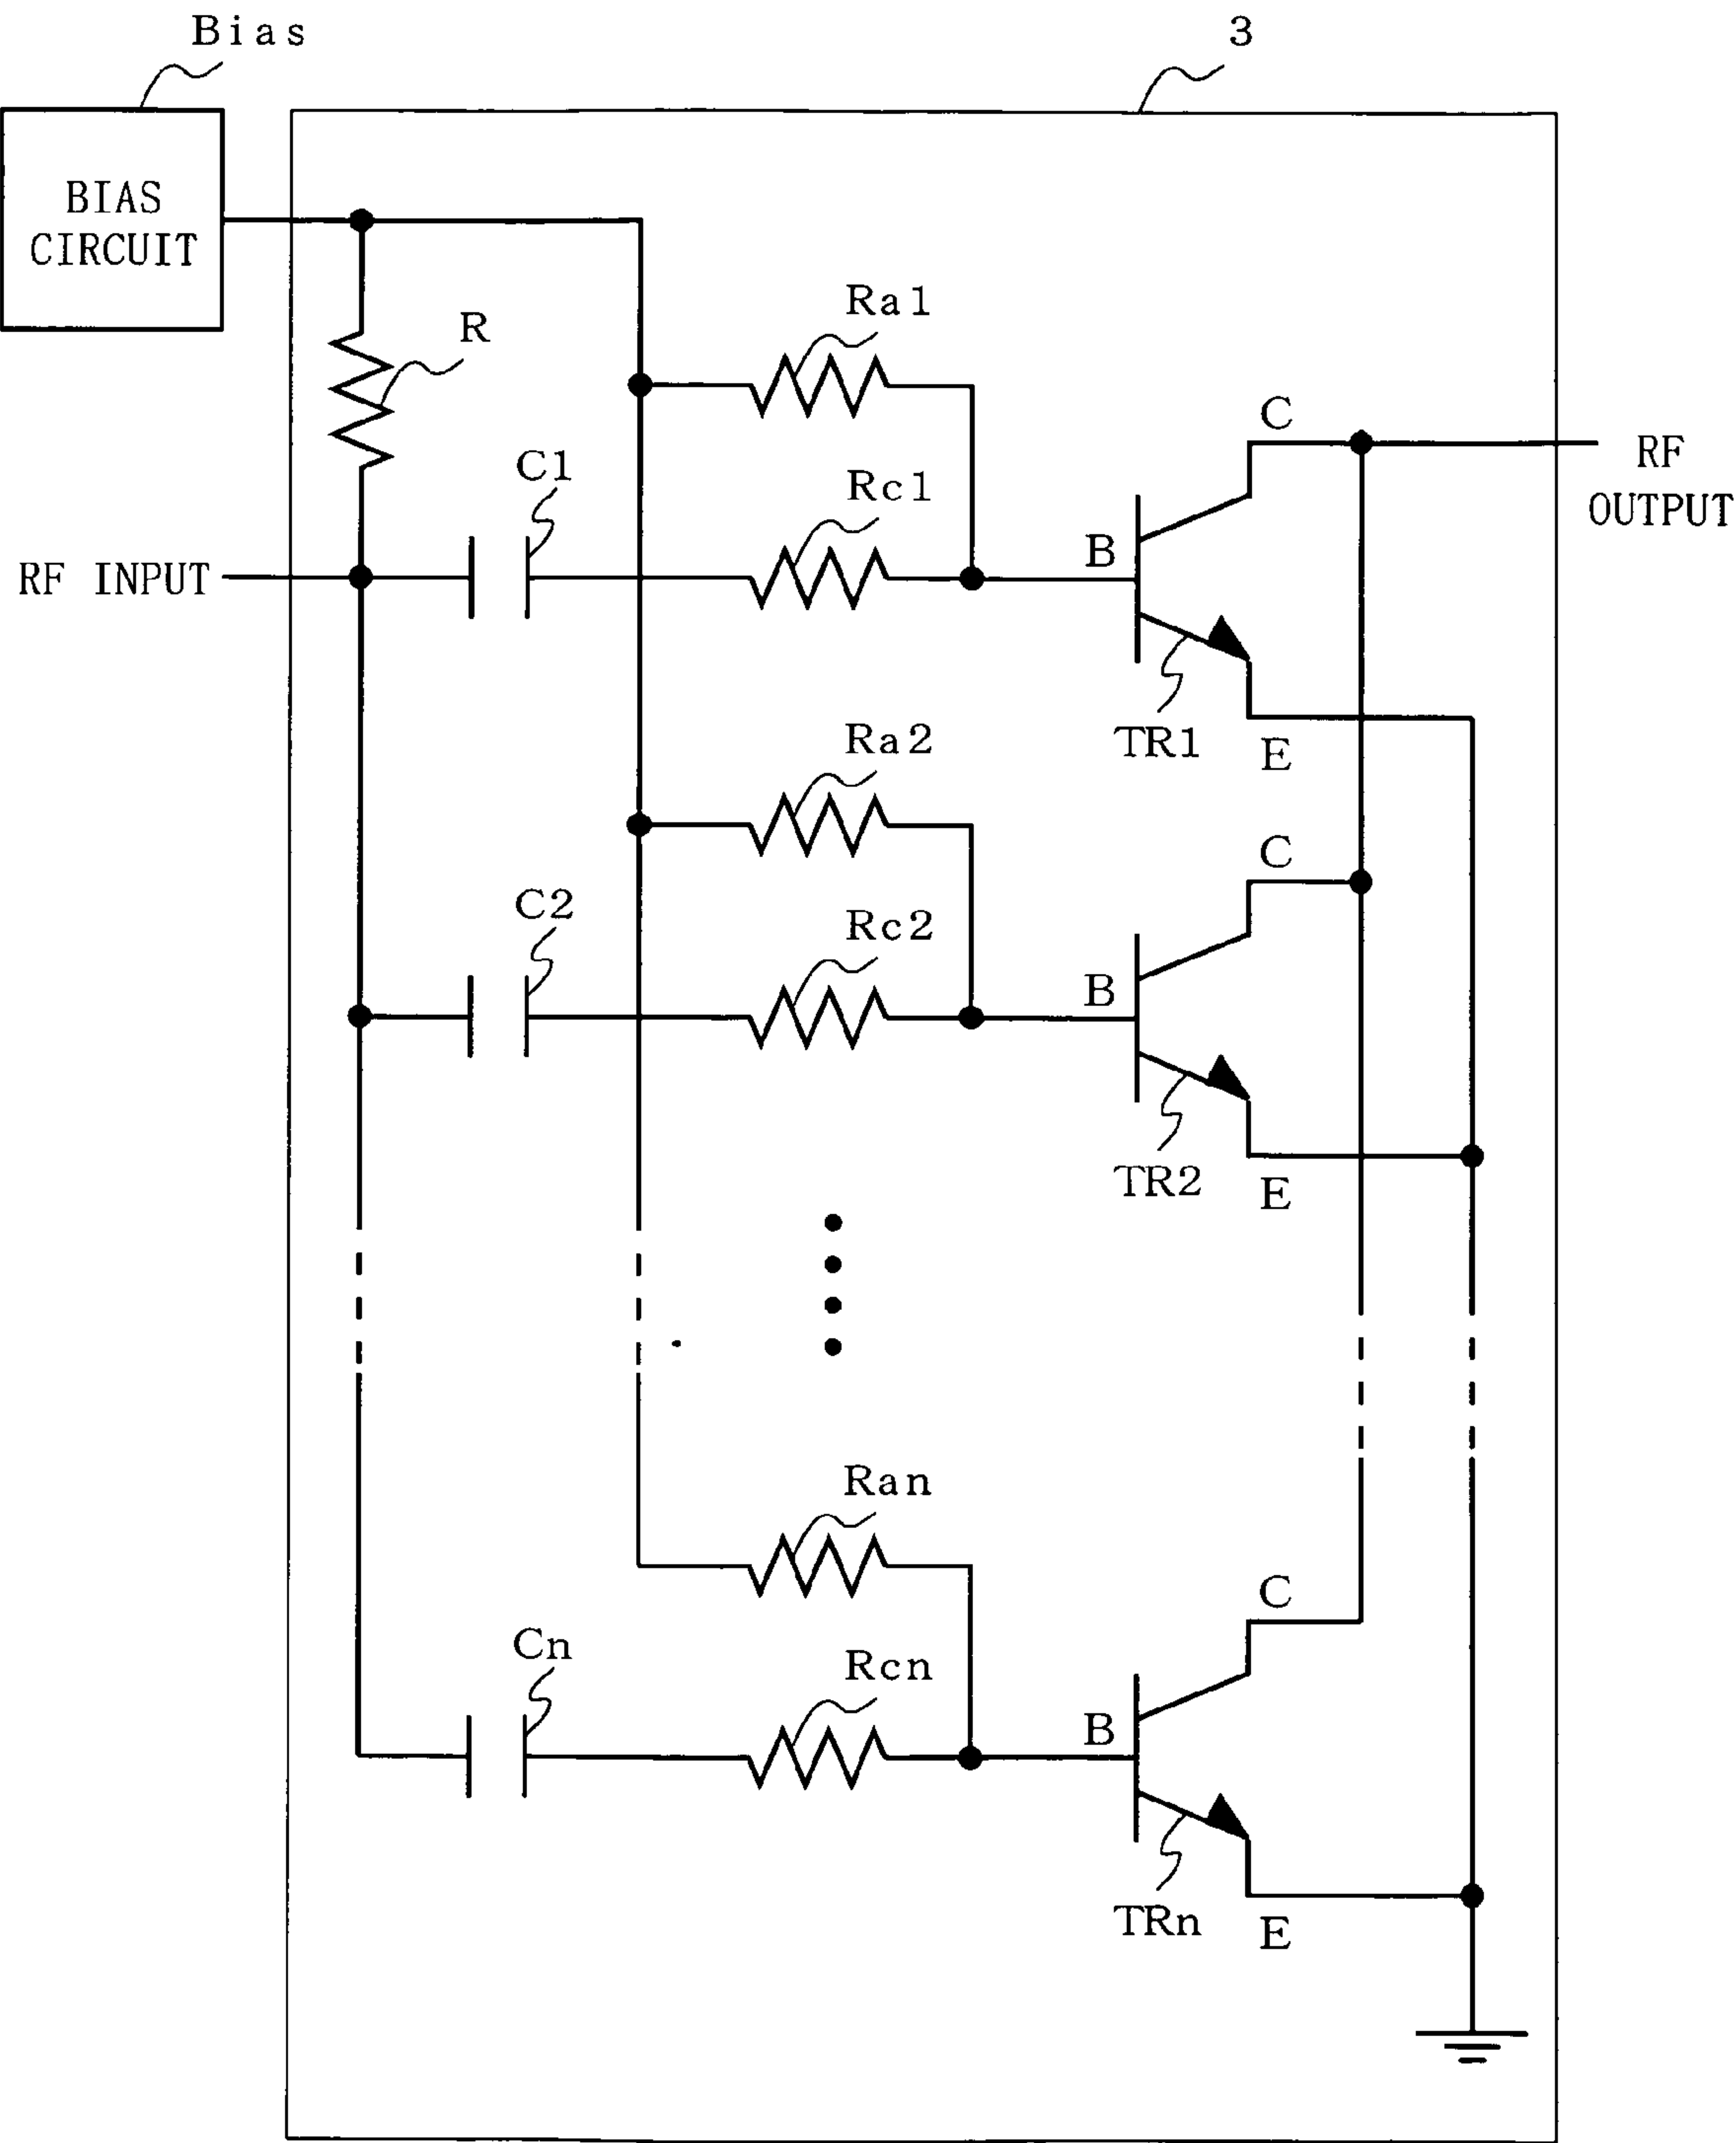 Bias
3
BIAS
CIRCUIT
R
Ra1
C1
Rc1
C
RF
OUTPUT
RF INPUT
B
TR1
E
Ra2
C
C2
Rc2
B
TR2
E
Ran
C
Cn
Rcn
B
TRn
E